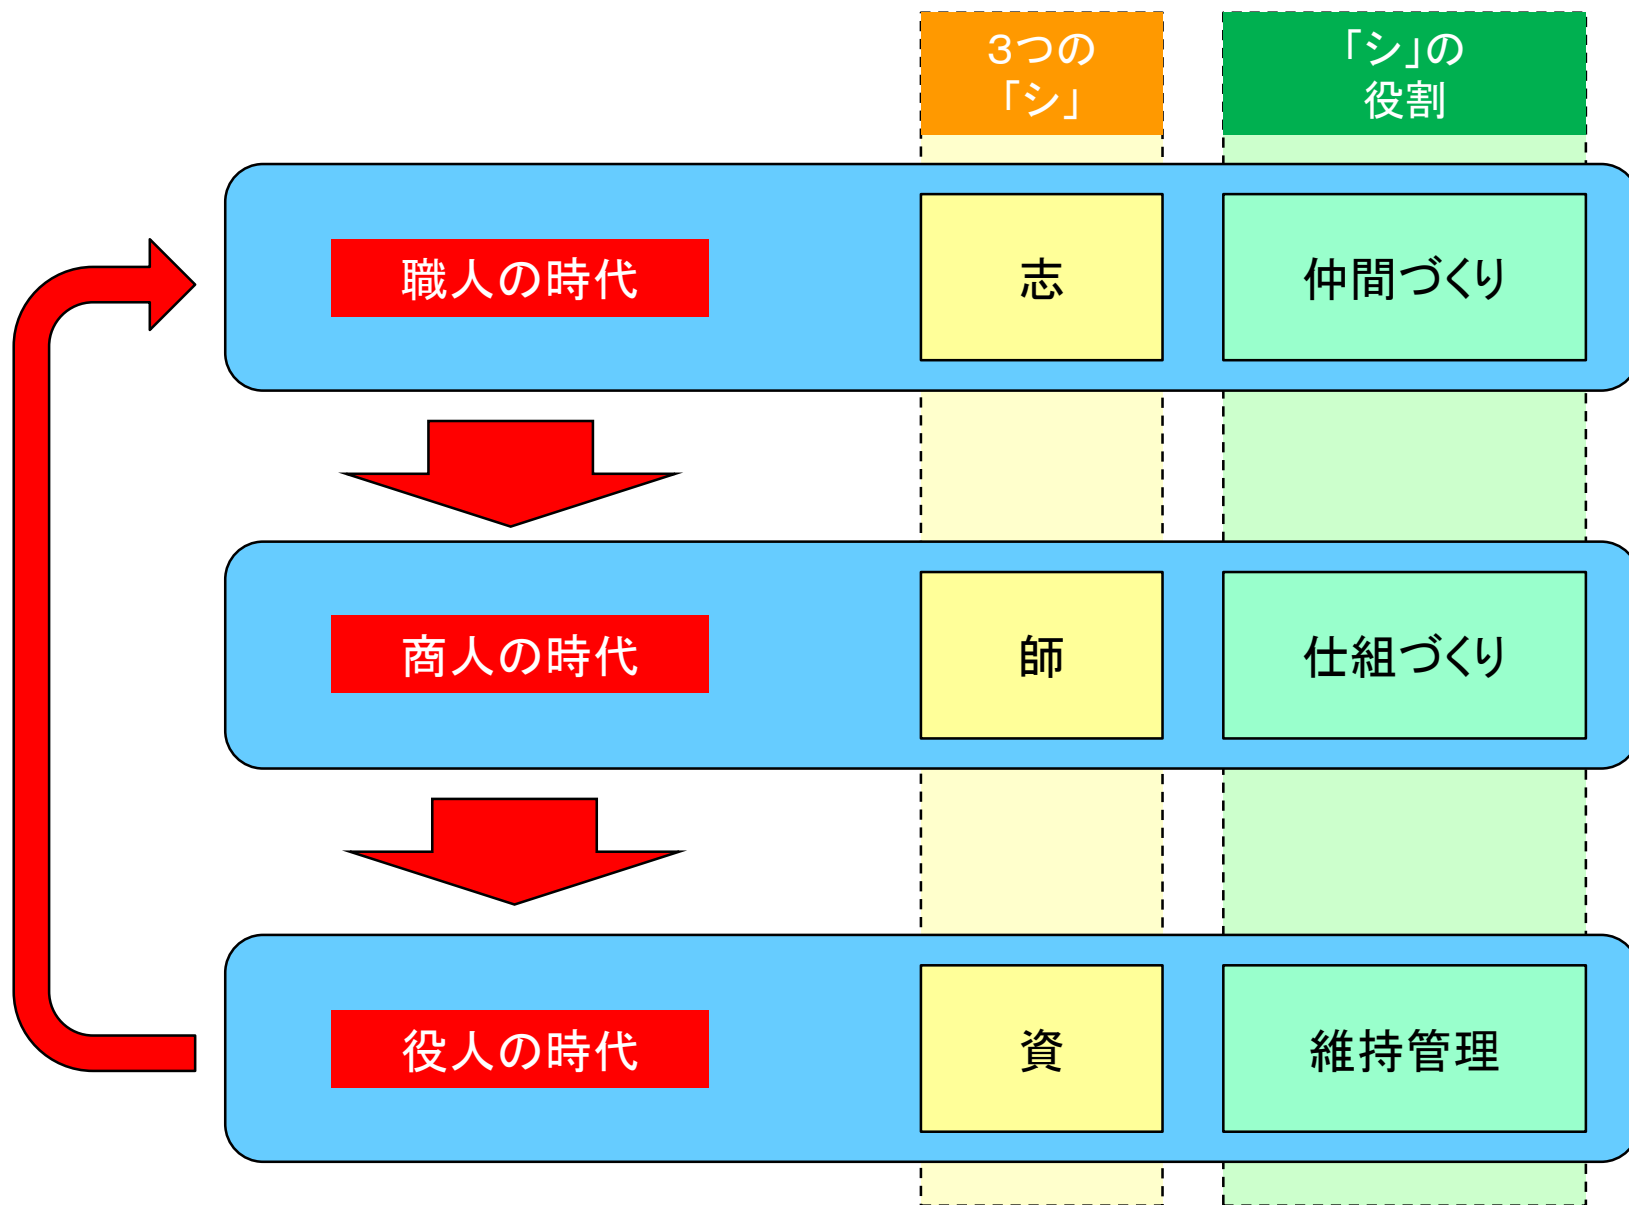 ３つの
「シ」
「シ」の
役割
職人の時代
志
仲間づくり
商人の時代
師
仕組づくり
役人の時代
資
維持管理